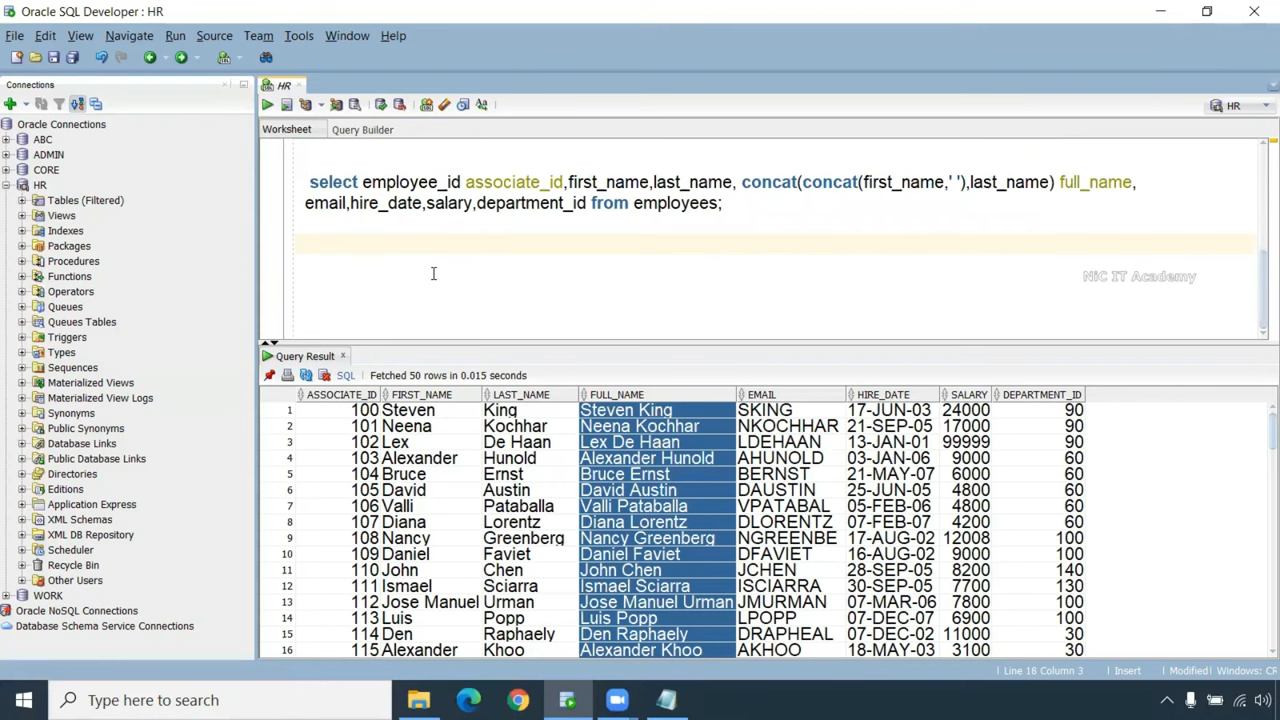 Oracle SQL Developer : HR
File Edit View Navigate Run Source Team Tools Window Help
Connections
HR
HR
Worksheet Query Builder
Oracle Connections
ABC
ADMIN
CORE
HR
Tables (Filtered)
Views
Indexes
Packages
Procedures
Functions
Operators
Queues
Queues Tables
Triggers
Types
Sequences
Materialized Views
Materialized View Logs
Synonyms
Public Synonyms
Database Links
Public Database Links
Directories
Editions
Application Express
XML Schemas
XML DB Repository
Scheduler
Recycle Bin
Other Users
WORK
Oracle NoSQL Connections
Database Schema Service Connections
select employee_id associate_id,first_name,last_name, concat(concat(first_name,' '),last_name) full_name,
email,hire_date,salary,department_id from employees;
NiC IT Academy
Query Result
SQL Fetched 50 rows in 0.015 seconds
ASSOCIATE_ID FIRST_NAME LAST_NAME FULL_NAME EMAIL HIRE_DATE SALARY DEPARTMENT_ID
1 100 Steven King Steven King SKING 17-JUN-03 24000 90
2 101 Neena Kochhar Neena Kochhar NKOCHHAR 21-SEP-05 17000 90
3 102 Lex De Haan Lex De Haan LDEHAAN 13-JAN-01 99999 90
4 103 Alexander Hunold Alexander Hunold AHUNOLD 03-JAN-06 9000 60
5 104 Bruce Ernst Bruce Ernst BERNST 21-MAY-07 6000 60
6 105 David Austin David Austin DAUSTIN 25-JUN-05 4800 60
7 106 Valli Pataballa Valli Pataballa VPATABAL 05-FEB-06 4800 60
8 107 Diana Lorentz Diana Lorentz DLORENTZ 07-FEB-07 4200 60
9 108 Nancy Greenberg Nancy Greenberg NGREENBE 17-AUG-02 12008 100
10 109 Daniel Faviet Daniel Faviet DFAVIET 16-AUG-02 9000 100
11 110 John Chen John Chen JCHEN 28-SEP-05 8200 140
12 111 Ismael Sciarra Ismael Sciarra ISCIARRA 30-SEP-05 7700 130
13 112 Jose Manuel Urman Jose Manuel Urman JMURMAN 07-MAR-06 7800 100
14 113 Luis Popp Luis Popp LPOPP 07-DEC-07 6900 100
15 114 Den Raphaely Den Raphaely DRAPHEAL 07-DEC-02 11000 30
16 115 Alexander Khoo Alexander Khoo AKHOO 18-MAY-03 3100 30
Line 16 Column 3 Insert Modified Windows: CR
Type here to search